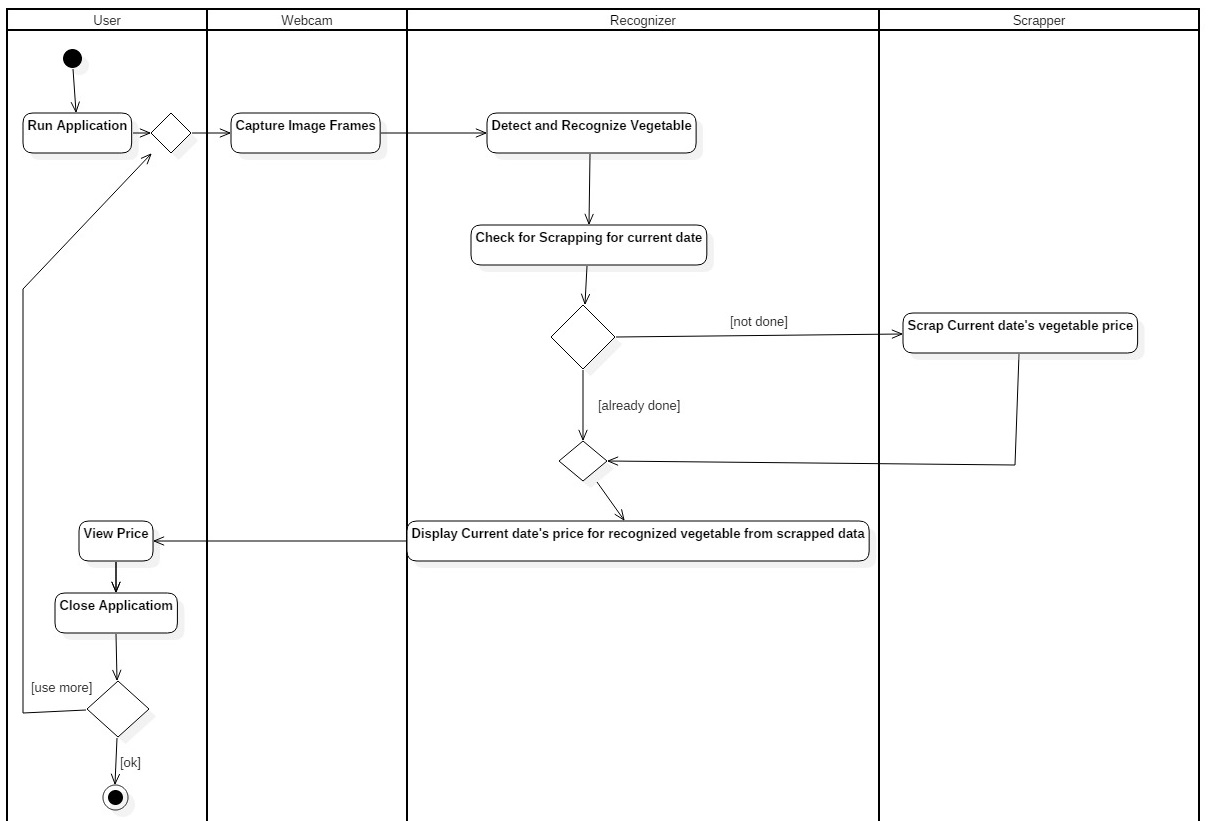 User
Webcam
Recognizer
Scrapper
Run Application
Capture Image Frames
Detect and Recognize Vegetable
Check for Scrapping for current date
[not done]
Scrap Current date's vegetable price
[already done]
View Price
Display Current date's price for recognized vegetable from scrapped data
Close Applicatiom
[use more]
[ok]